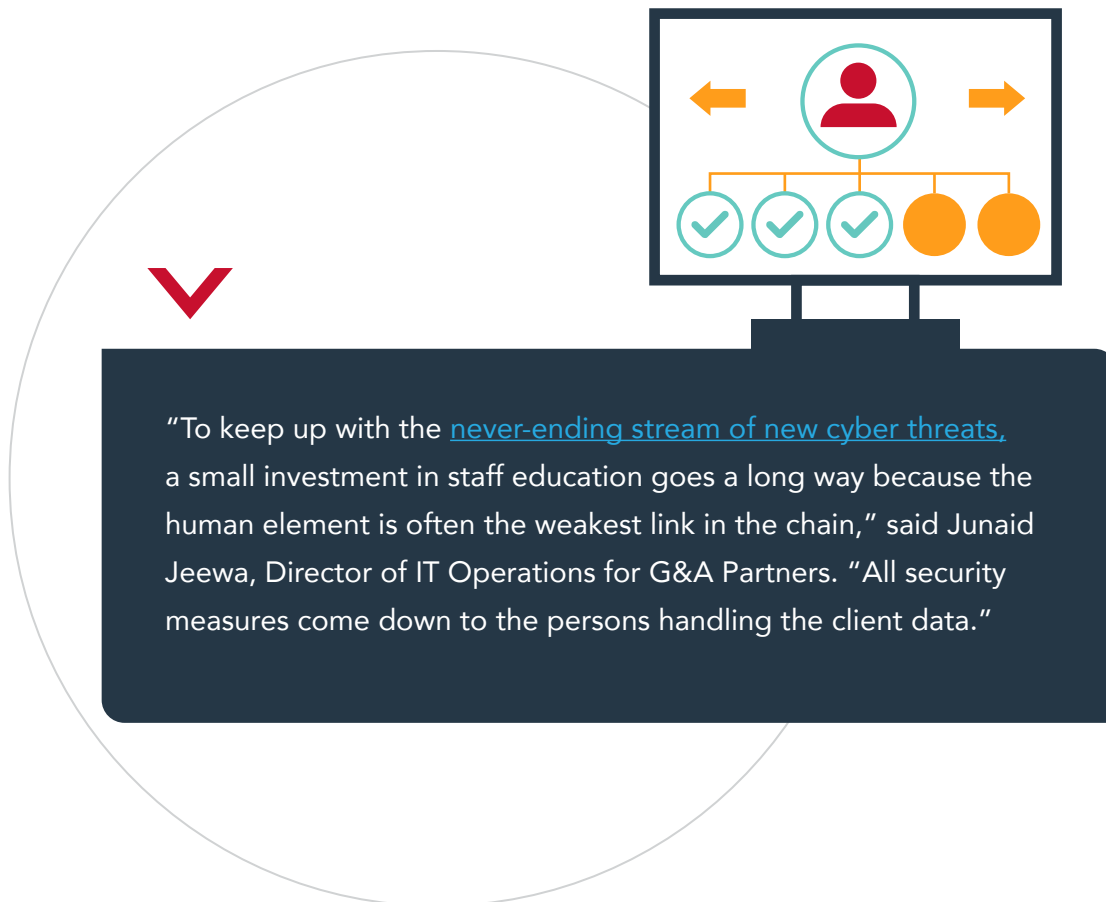 “To keep up with the never-ending stream of new cyber threats,
a small investment in staff education goes a long way because the
human element is often the weakest link in the chain,” said Junaid
Jeewa, Director of IT Operations for G&A Partners. “All security
measures come down to the persons handling the client data.”